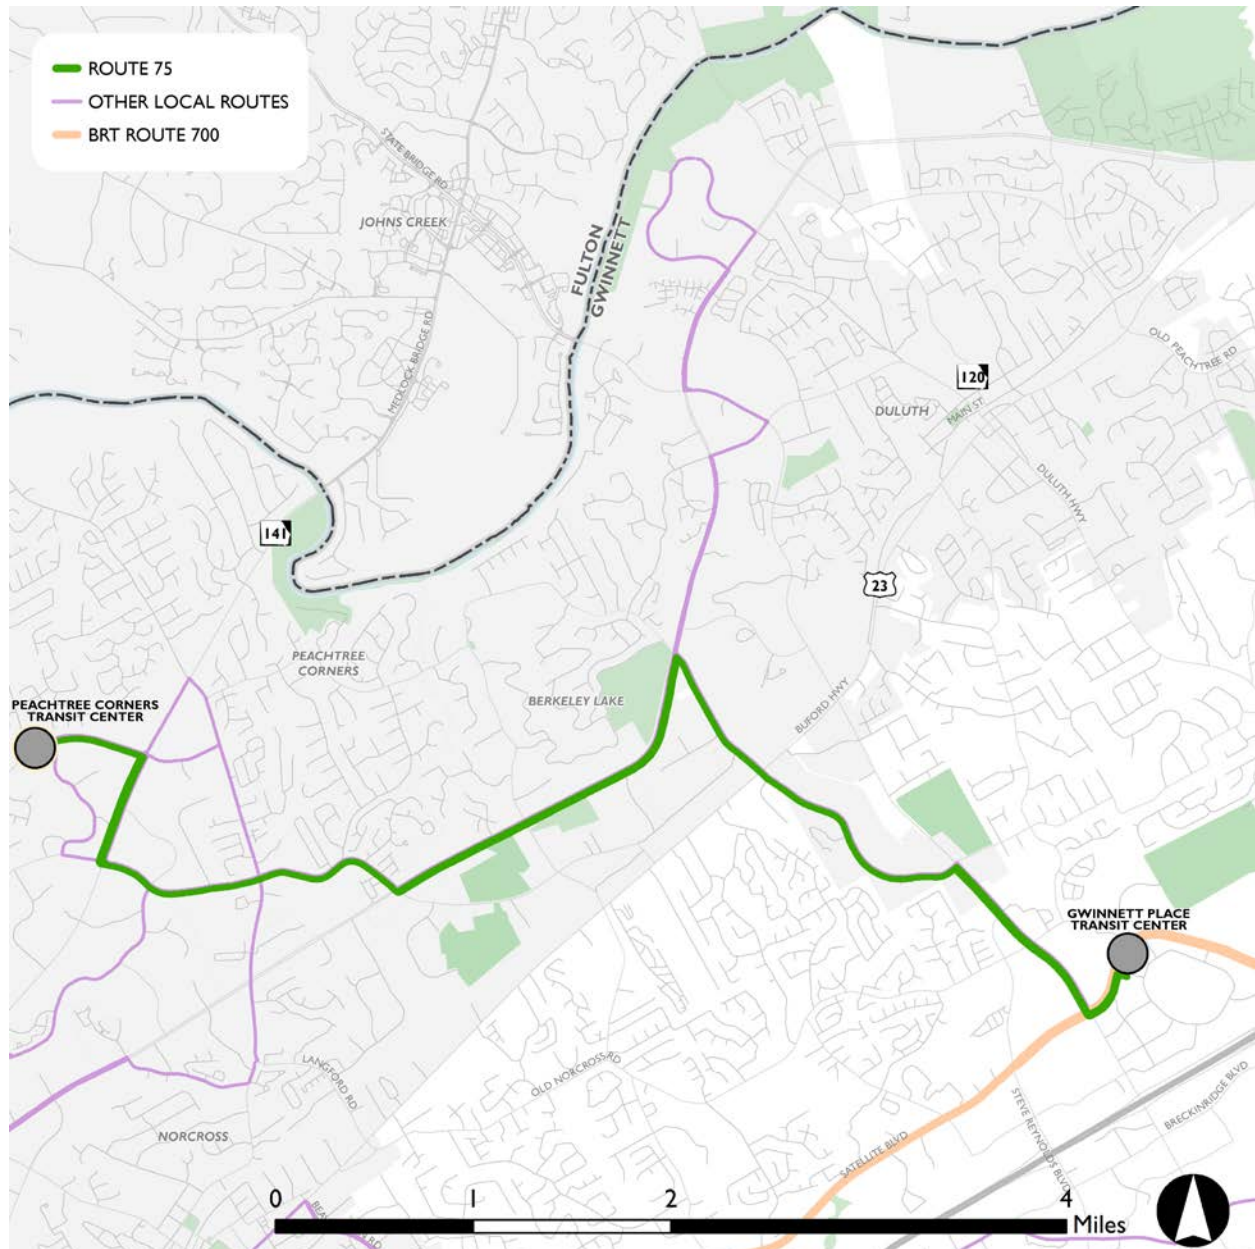 ROUTE 75
OTHER LOCAL ROUTES
BRT ROUTE 700
STATE BRIDGE RD
JOHNS CREEK
FULTON
GWINNETT
MEDLOCK BRIDGE RD
OLD PEACHTREE RD
120
DULUTH
MAIN ST
DULUTH HWY
141
23
PEACHTREE
CORNERS
BERKELEY LAKE
BUFORD HWY
PEACHTREE CORNERS
TRANSIT CENTER
GWINNETT PLACE
TRANSIT CENTER
LANGFORD RD
OLD NORCROSS RD
NORCROSS
SATELLITE BLVD
STEVE REYNOLDS BLVD
BRECKINRIDGE BLVD
0 1 2 4
Miles